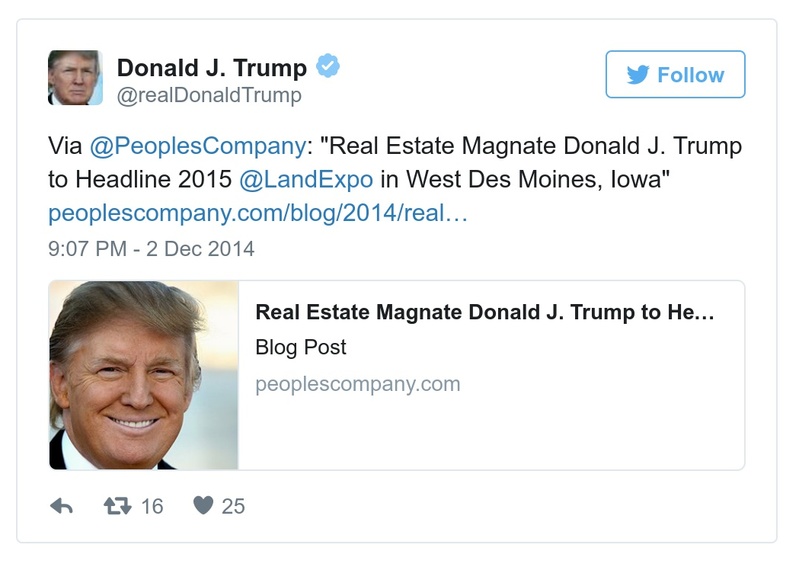 Donald J. Trump
@realDonaldTrump
Follow
Via @PeoplesCompany: "Real Estate Magnate Donald J. Trump
to Headline 2015 @LandExpo in West Des Moines, Iowa"
peoplescompany.com/blog/2014/real…
9:07 PM - 2 Dec 2014
Real Estate Magnate Donald J. Trump to He…
Blog Post
peoplescompany.com
16 25